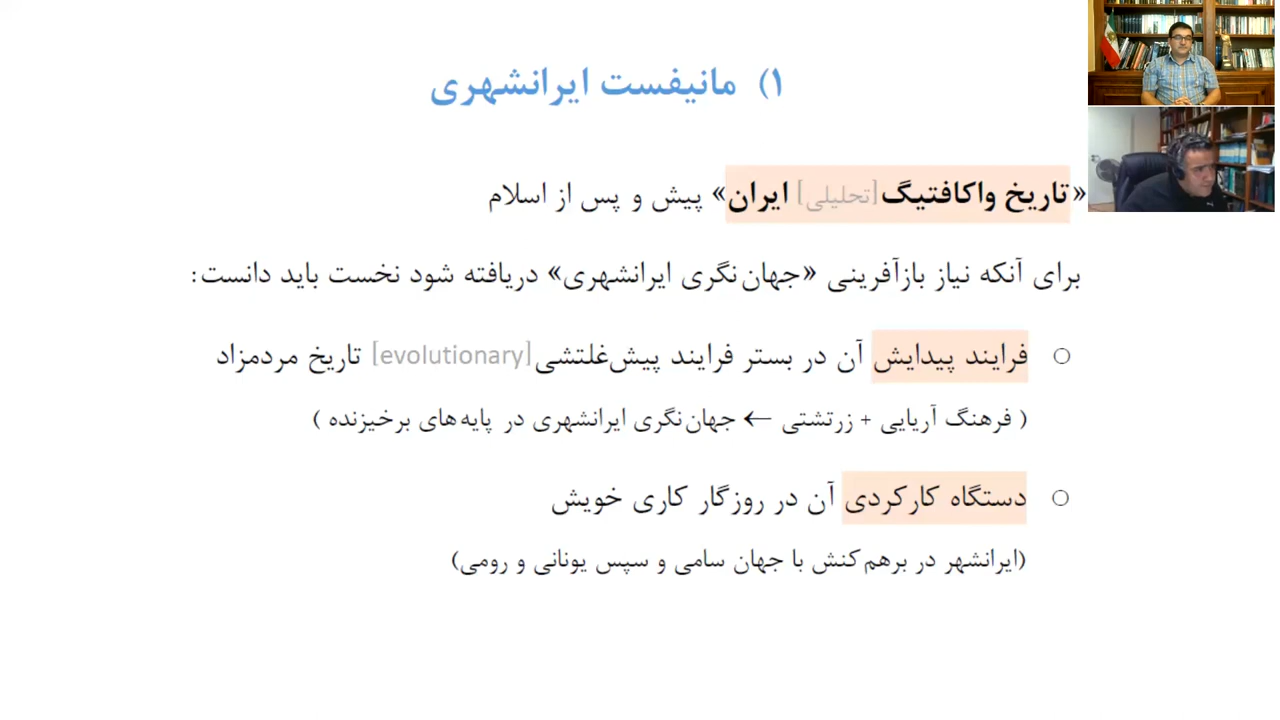 ۱) مانیفست ایرانشهری
«تاریخ واکافتیگ[تحلیلی] ایران» پیش و پس از اسلام
برای آنکه نیاز بازآفرینی «جهان‌نگری ایرانشهری» دریافته شود نخست باید دانست:
○ فرایند پیدایش آن در بستر فرایند پیش‌غلتشی[evolutionary] تاریخ مردمزاد
( فرهنگ آریایی + زرتشتی ← جهان‌نگری ایرانشهری در پایه‌های برخیزنده )
○ دستگاه کارکردی آن در روزگار کاری خویش
(ایرانشهر در برهم‌کنش با جهان سامی و سپس یونانی و رومی)